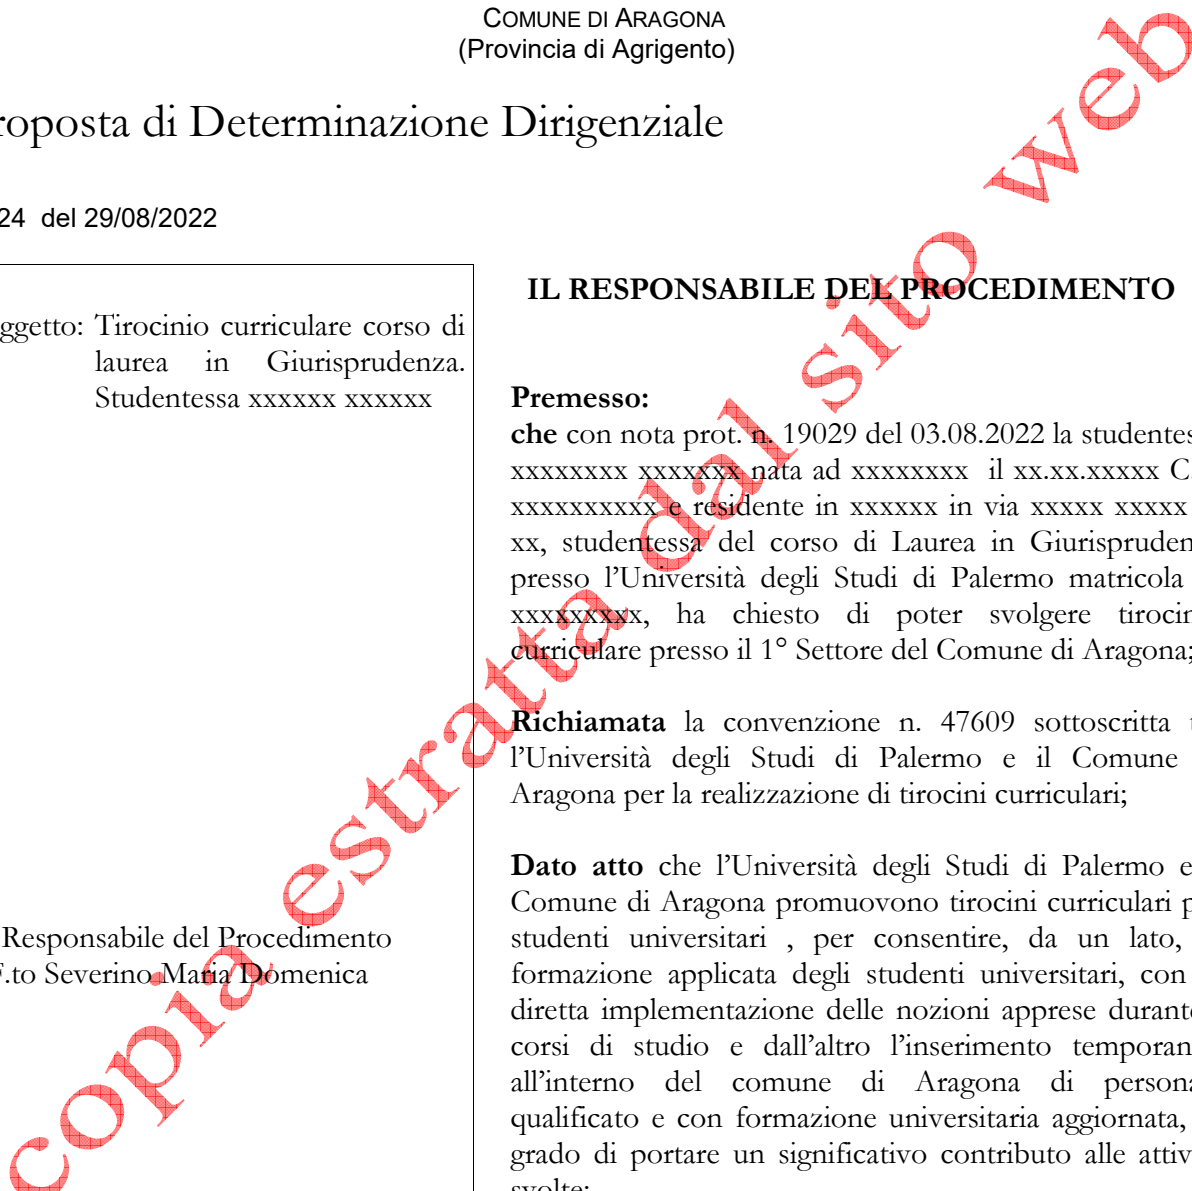 COMUNE DI ARAGONA
(Provincia di Agrigento)
roposta di Determinazione Dirigenziale
24 del 29/08/2022
ggetto: Tirocinio curriculare corso di
laurea in Giurisprudenza.
Studentessa xxxxxx xxxxxx
Responsabile del Procedimento
F.to Severino Maria Domenica
IL RESPONSABILE DEL PROCEDIMENTO
Premesso:
che con nota prot. n. 19029 del 03.08.2022 la studentes
xxxxxxxx xxxxxxx nata ad xxxxxxxx il xx.xx.xxxxx C.
xxxxxxxxxx e residente in xxxxxx in via xxxxx xxxxx
xx, studentessa del corso di Laurea in Giurispruden
presso l’Università degli Studi di Palermo matricola
xxxxxxxxx, ha chiesto di poter svolgere tirocin
curriculare presso il 1° Settore del Comune di Aragona;
Richiamata la convenzione n. 47609 sottoscritta t
l’Università degli Studi di Palermo e il Comune
Aragona per la realizzazione di tirocini curriculari;
Dato atto che l’Università degli Studi di Palermo e
Comune di Aragona promuovono tirocini curriculari p
studenti universitari , per consentire, da un lato,
formazione applicata degli studenti universitari, con
diretta implementazione delle nozioni apprese durante
corsi di studio e dall’altro l’inserimento temporan
all’interno del comune di Aragona di persona
qualificato e con formazione universitaria aggiornata,
grado di portare un significativo contributo alle attiv
svolte;
copia estratta dal sito web